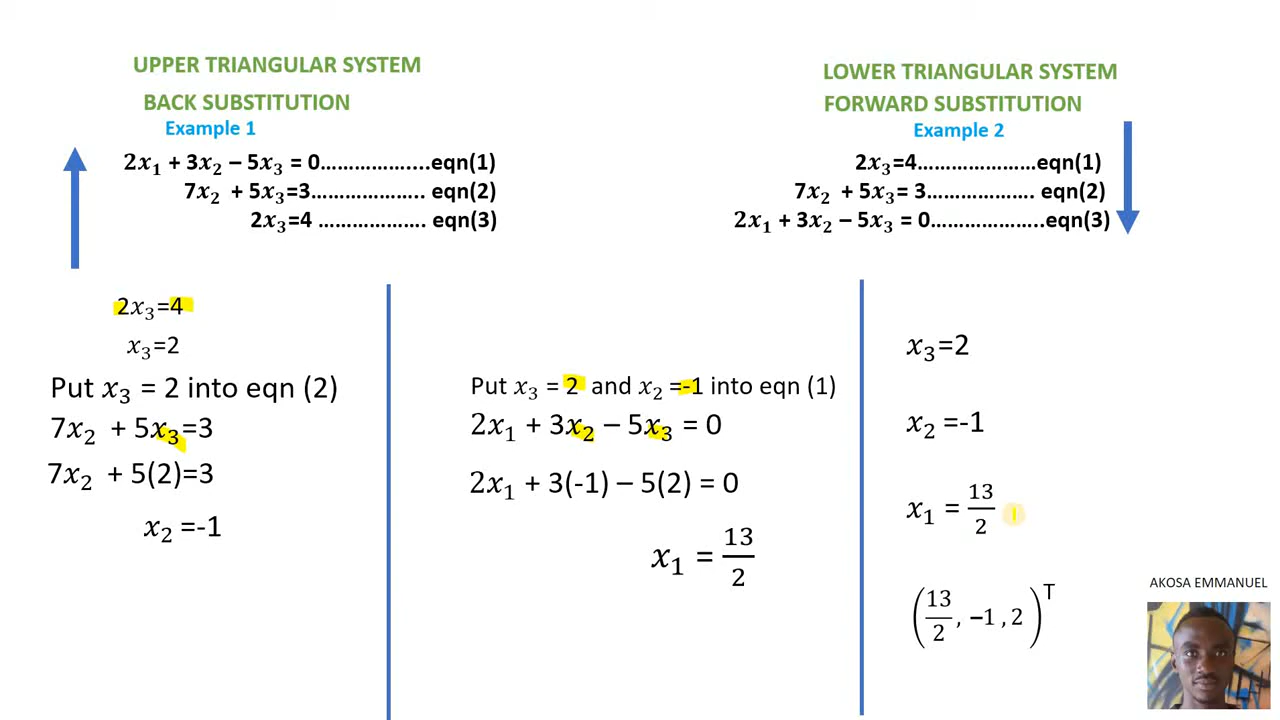 UPPER TRIANGULAR SYSTEM
BACK SUBSTITUTION
Example 1
2x₁ + 3x₂ − 5x₃ = 0………………....eqn(1)
7x₂ + 5x₃=3……………….. eqn(2)
2x₃=4 ………………. eqn(3)
LOWER TRIANGULAR SYSTEM
FORWARD SUBSTITUTION
Example 2
2x₃=4…………………eqn(1)
7x₂ + 5x₃= 3………………. eqn(2)
2x₁ + 3x₂ − 5x₃ = 0………………..eqn(3)
2x₃=4
x₃=2
Put x₃ = 2 into eqn (2)
7x₂ + 5x₃=3
7x₂ + 5(2)=3
x₂ =-1
Put x₃ = 2 and x₂ =-1 into eqn (1)
2x₁ + 3x₂ − 5x₃ = 0
2x₁ + 3(-1) − 5(2) = 0
x₁ = 13/2
x₃=2
x₂ =-1
x₁ = 13/2
(13/2, −1 , 2)ᵀ
AKOSA EMMANUEL